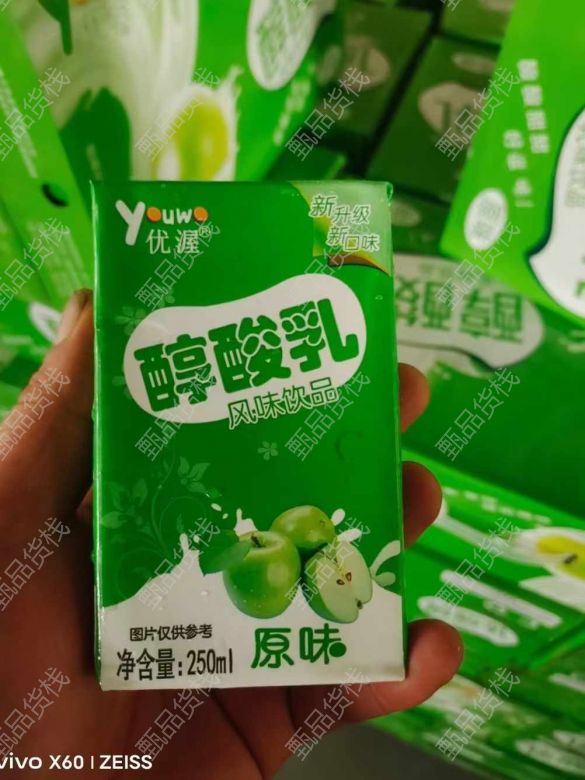 youwo
优渥®
新升级
新口味
醇酸乳
风味饮品
图片仅供参考
净含量:250ml
原味
甄品货栈
vivo X60 | ZEISS